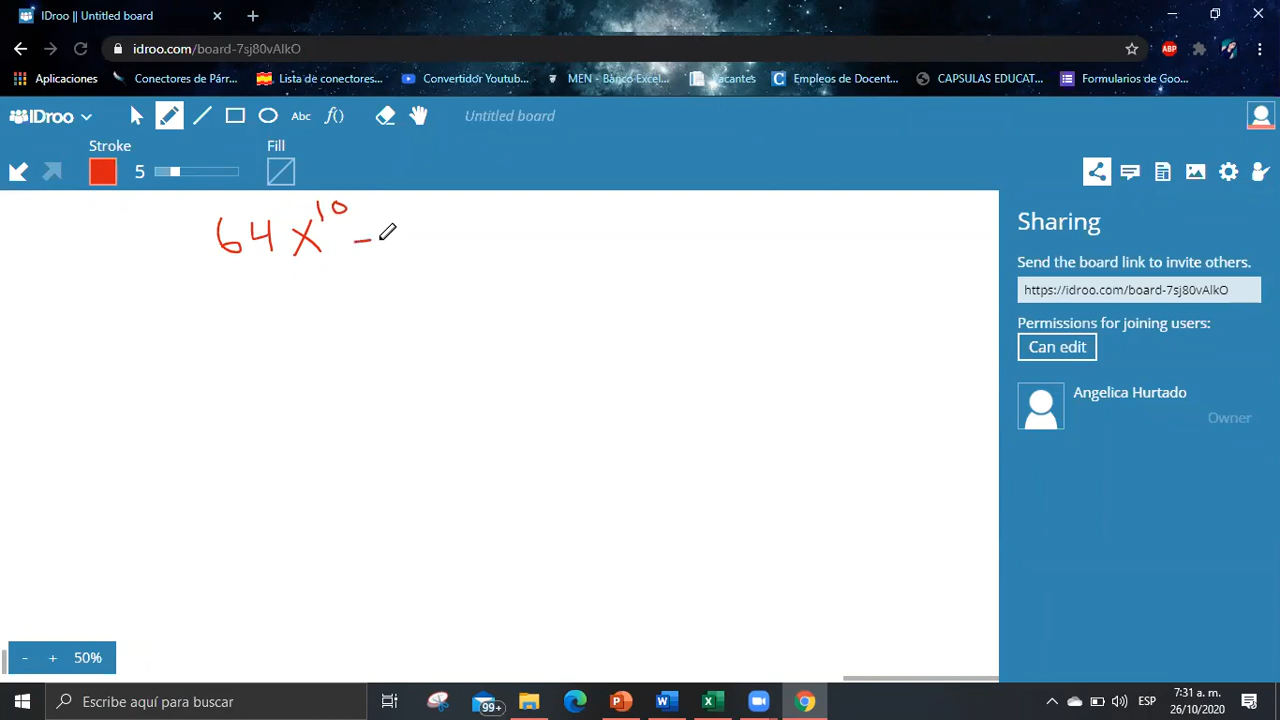 IDroo || Untitled board
idroo.com/board-7sj80vAlkO
ABP
Aplicaciones
Conectores de Párr...
Lista de conectores...
Convertidor Youtub...
MEN - Banco Excel...
Vacantes
Empleos de Docent...
CAPSULAS EDUCAT...
Formularios de Goo...
IDroo
Abc
f()
Untitled board
Stroke
5
Fill
64x¹⁰ -
Sharing
Send the board link to invite others.
https://idroo.com/board-7sj80vAlkO
Permissions for joining users:
Can edit
Angelica Hurtado
Owner
- + 50%
Escribe aquí para buscar
99+
ESP
7:31 a. m.
26/10/2020